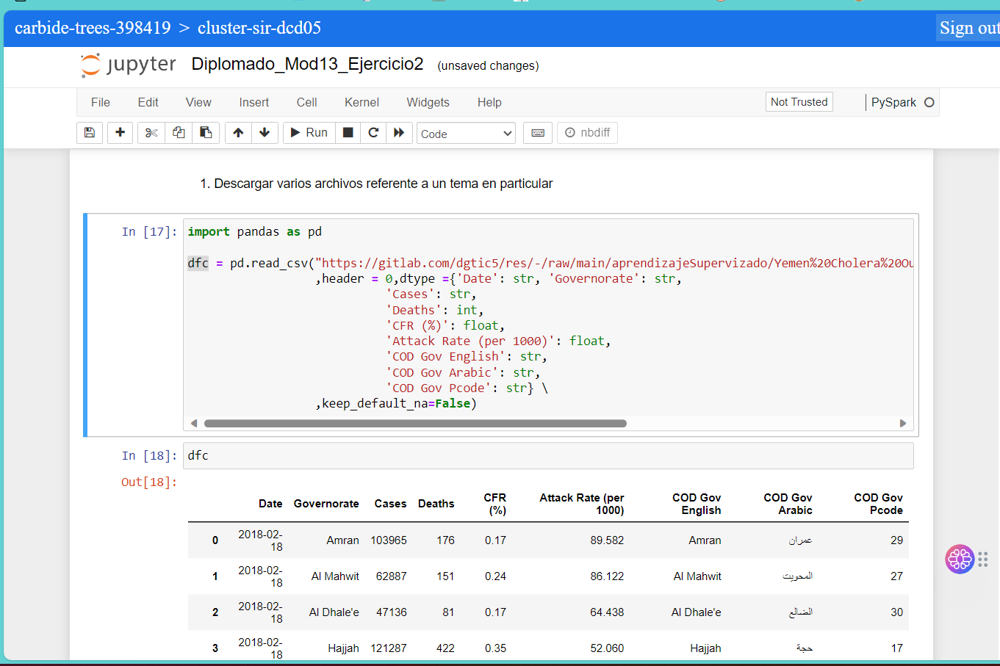 carbide-trees-398419 > cluster-sir-dcd05
Sign out
jupyter Diplomado_Mod13_Ejercicio2 (unsaved changes)
File Edit View Insert Cell Kernel Widgets Help Not Trusted PySpark
Run Code nbdiff
1. Descargar varios archivos referente a un tema en particular
In [17]: import pandas as pd
dfc = pd.read_csv("https://gitlab.com/dgtic5/res/-/raw/main/aprendizajeSupervizado/Yemen%20Cholera%20Ou
,header = 0,dtype ={'Date': str, 'Governorate': str,
'Cases': str,
'Deaths': int,
'CFR (%)': float,
'Attack Rate (per 1000)': float,
'COD Gov English': str,
'COD Gov Arabic': str,
'COD Gov Pcode': str} \
,keep_default_na=False)
In [18]: dfc
Out[18]:
Date Governorate Cases Deaths CFR (%) Attack Rate (per 1000) COD Gov English COD Gov Arabic COD Gov Pcode
0 2018-02-18 Amran 103965 176 0.17 89.582 Amran عمران 29
1 2018-02-18 Al Mahwit 62887 151 0.24 86.122 Al Mahwit المحويت 27
2 2018-02-18 Al Dhale'e 47136 81 0.17 64.438 Al Dhale'e الضالع 30
3 2018-02-18 Hajjah 121287 422 0.35 52.060 Hajjah حجة 17